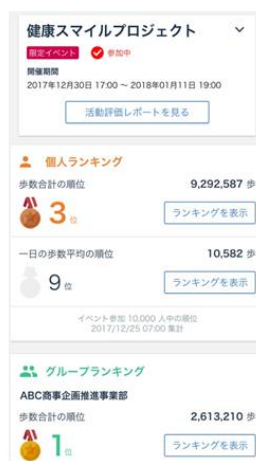 健康スマイルプロジェクト
限定イベント 参加中
開催期間
2017年12月30日 17:00 ~ 2018年01月11日 19:00
活動評価レポートを見る
個人ランキング
歩数合計の順位 9,292,587 歩
3 位 ランキングを表示
一日の歩数平均の順位 10,582 歩
9 位 ランキングを表示
イベント参加 10,000 人中の順位
2017/12/25 07:00 集計
グループランキング
ABC商事企画推進事業部
歩数合計の順位 2,613,210 歩
1 位 ランキングを表示